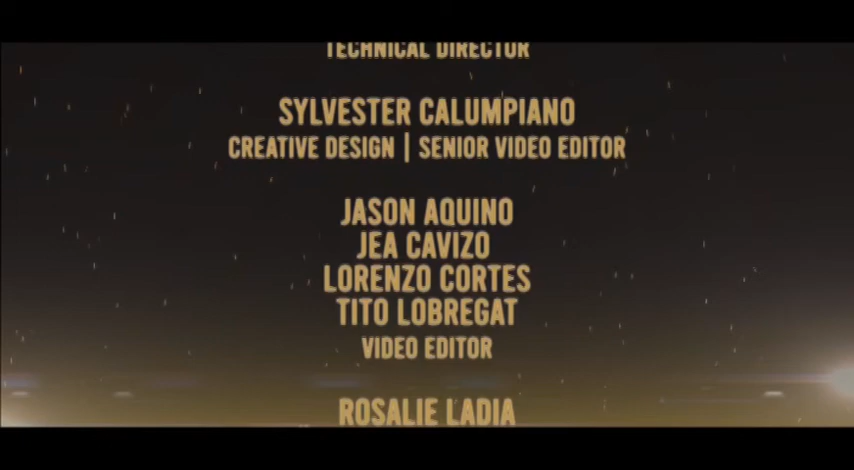 TECHNICAL DIRECTOR
SYLVESTER CALUMPIANO
CREATIVE DESIGN | SENIOR VIDEO EDITOR
JASON AQUINO
JEA CAVIZO
LORENZO CORTES
TITO LOBREGAT
VIDEO EDITOR
ROSALIE LADIA